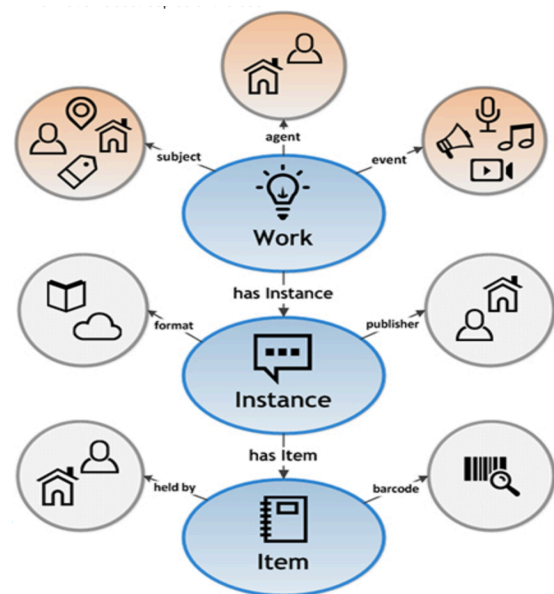 agent
subject
event
Work
has Instance
format
publisher
Instance
has Item
held by
barcode
Item